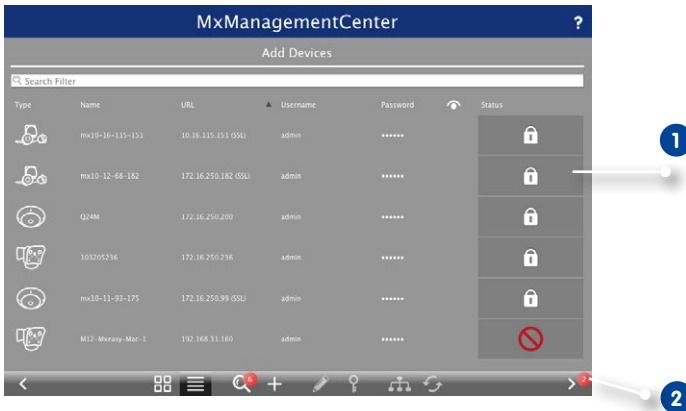 MxManagementCenter ?
Add Devices
Search Filter
Type Name URL Username Password Status
mx10-16-115-151 10.16.115.151 (SSL) admin ••••••
mx10-12-68-182 172.16.250.182 (SSL) admin ••••••
Q24M 172.16.250.200 admin ••••••
103205236 172.16.250.236 admin ••••••
mx10-11-93-175 172.16.250.99 (SSL) admin ••••••
M12-Mxeasy-Mar-1 192.168.31.160 admin ••••••
6
2
1
2